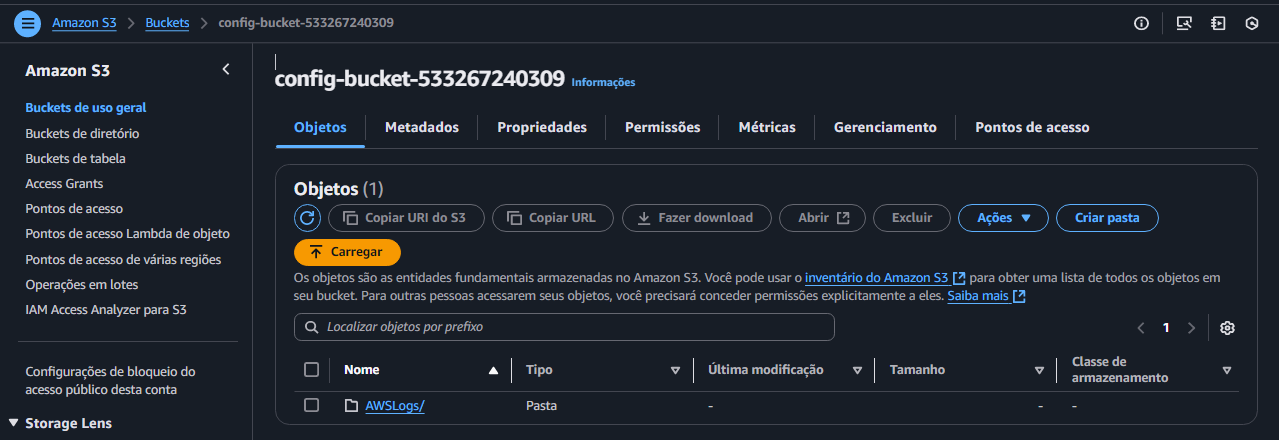 Amazon S3 > Buckets > config-bucket-533267240309
Amazon S3
Buckets de uso geral
Buckets de diretório
Buckets de tabela
Access Grants
Pontos de acesso
Pontos de acesso Lambda de objeto
Pontos de acesso de várias regiões
Operações em lotes
IAM Access Analyzer para S3
Configurações de bloqueio do
acesso público desta conta
Storage Lens
config-bucket-533267240309 Informações
Objetos Metadados Propriedades Permissões Métricas Gerenciamento Pontos de acesso
Objetos (1)
Copiar URI do S3 Copiar URL Fazer download Abrir Excluir Ações Criar pasta
Carregar
Os objetos são as entidades fundamentais armazenadas no Amazon S3. Você pode usar o inventário do Amazon S3 para obter uma lista de todos os objetos em
seu bucket. Para outras pessoas acessarem seus objetos, você precisará conceder permissões explicitamente a eles. Saiba mais
Localizar objetos por prefixo
1
Nome Tipo Última modificação Tamanho Classe de
armazenamento
AWSLogs/ Pasta - - -